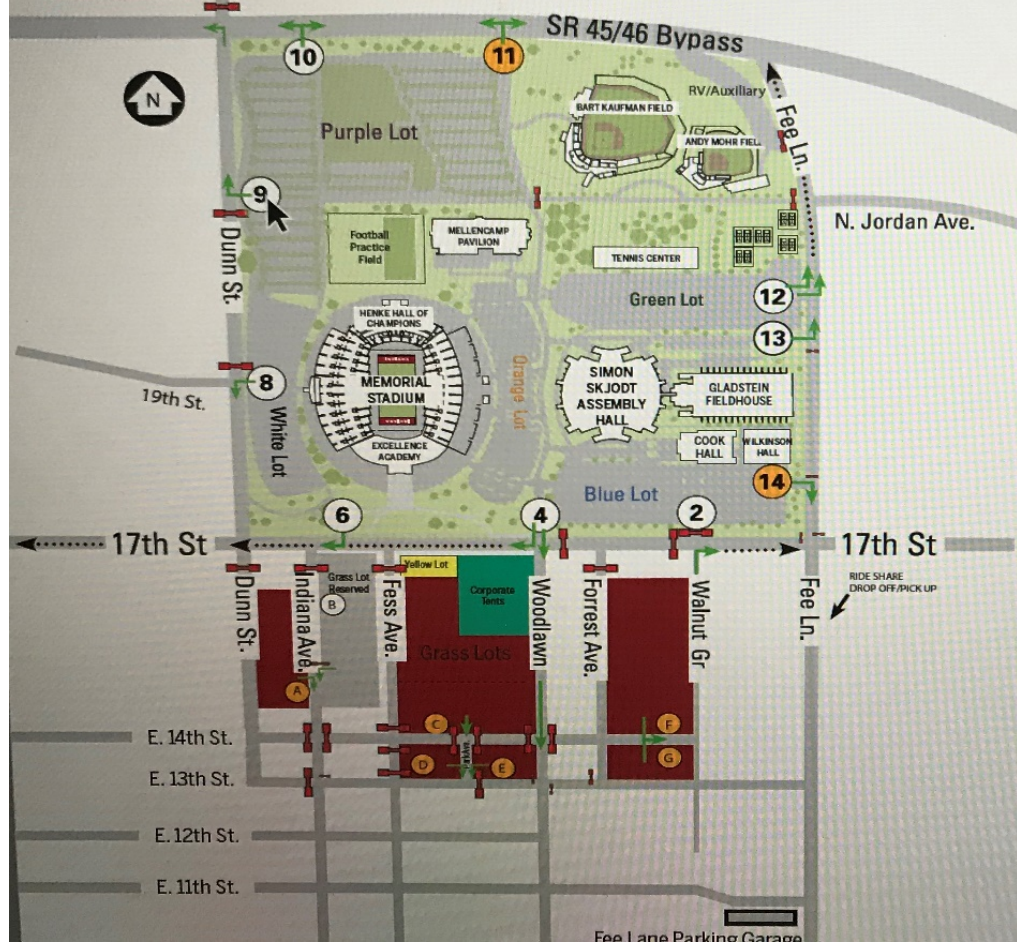 SR 45/46 Bypass
10
11
N
RV/Auxiliary
BART KAUFMAN FIELD
Fee Ln.
Purple Lot
ANDY MOHR FIEL
9
N. Jordan Ave.
Dunn St.
Football
Practice
Field
MELLENCAMP
PAVILION
TENNIS CENTER
12
Green Lot
HENKE HALL OF
CHAMPIONS
13
SIMON
SKJODT
ASSEMBLY
HALL
Orange Lot
8
MEMORIAL
STADIUM
GLADSTEIN
FIELDHOUSE
19th St.
White Lot
EXCELLENCE
ACADEMY
COOK
HALL
WILKINSON
HALL
14
Blue Lot
6
4
2
17th St
17th St
Yellow Lot
Dunn St.
Indiana Ave.
Grass Lot
Reserved
B
Fess Ave.
Corporate
Tents
Woodlawn
Forrest Ave.
Walnut Gr
Fee Ln.
RIDE SHARE
DROP OFF/PICK UP
Grass Lots
A
C
F
E. 14th St.
D
E
G
E. 13th St.
E. 12th St.
E. 11th St.
Fee Lane Parking Garage